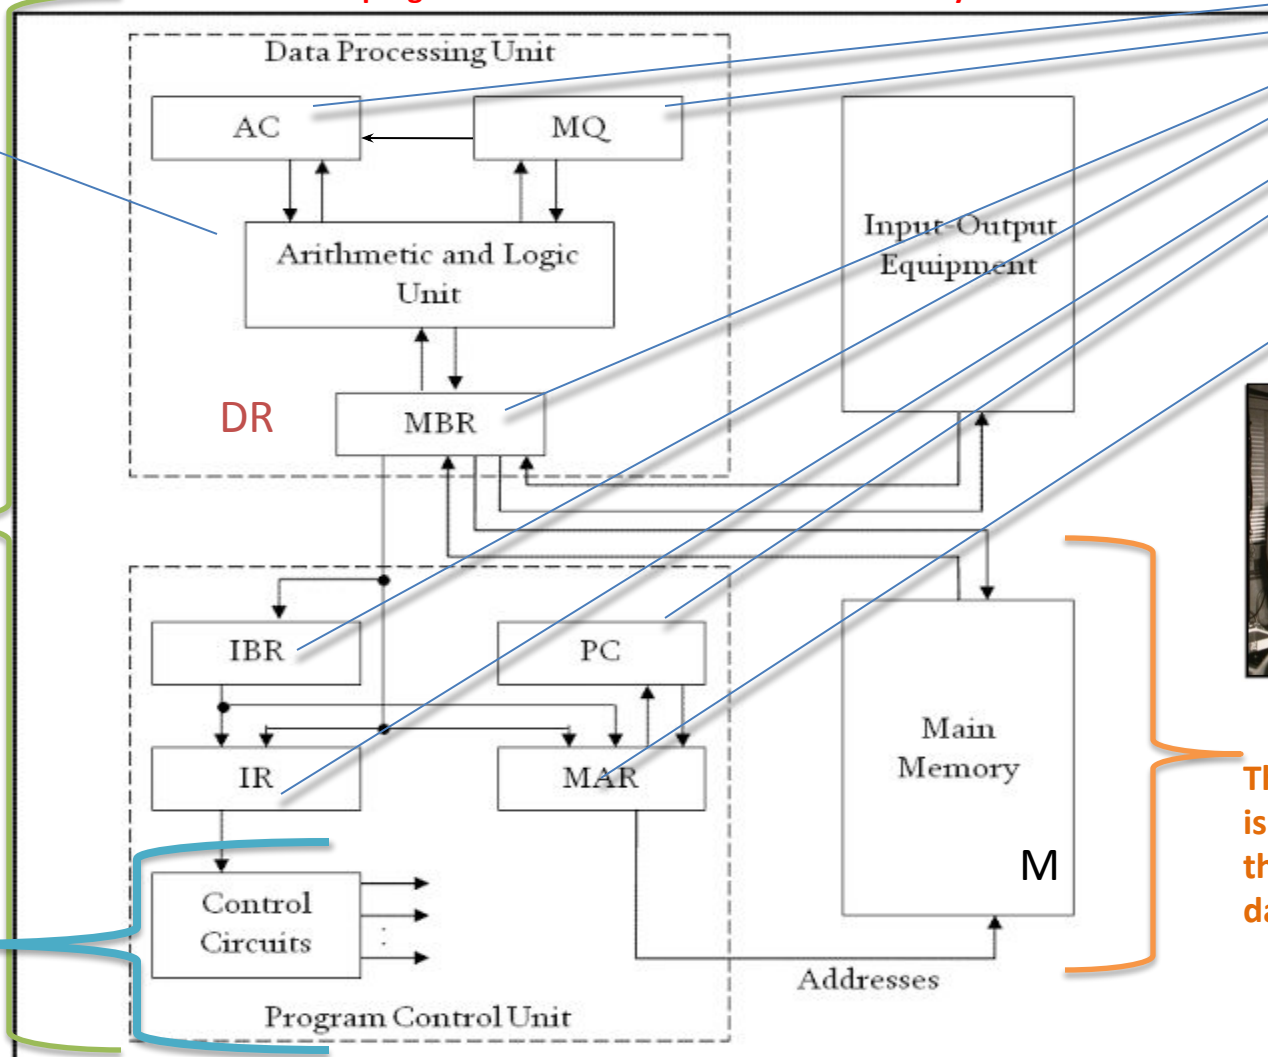 Data Processing Unit
AC
MQ
Input-Output
Equipment
Arithmetic and Logic
Unit
DR
MBR
IBR
PC
IR
MAR
Main
Memory
M
is
Control
Circuits
:
Addresses
Program Control Unit